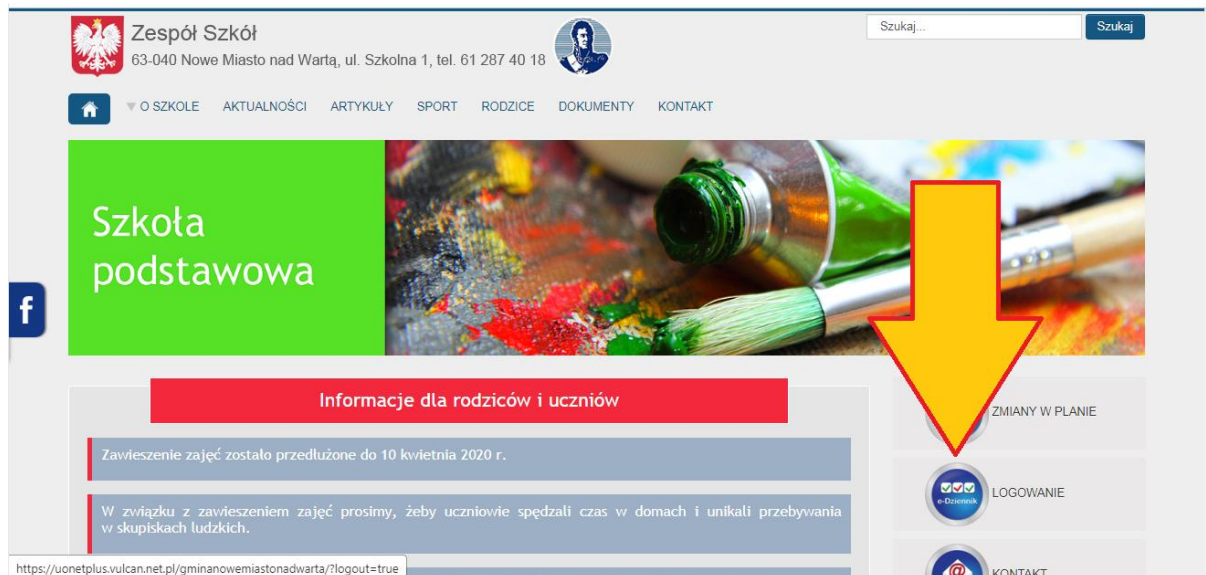 Zespół Szkół
63-040 Nowe Miasto nad Wartą, ul. Szkolna 1, tel. 61 287 40 18
Szukaj...
Szukaj
O SZKOLE AKTUALNOŚCI ARTYKUŁY SPORT RODZICE DOKUMENTY KONTAKT
Szkoła
podstawowa
f
Informacje dla rodziców i uczniów
Zawieszenie zajęć zostało przedłużone do 10 kwietnia 2020 r.
W związku z zawieszeniem zajęć prosimy, żeby uczniowie spędzali czas w domach i unikali przebywania
w skupiskach ludzkich.
ZMIANY W PLANIE
e-Dziennik
LOGOWANIE
@
KONTAKT
https://uonetplus.vulcan.net.pl/gminanowemiastonadwarta/?logout=true